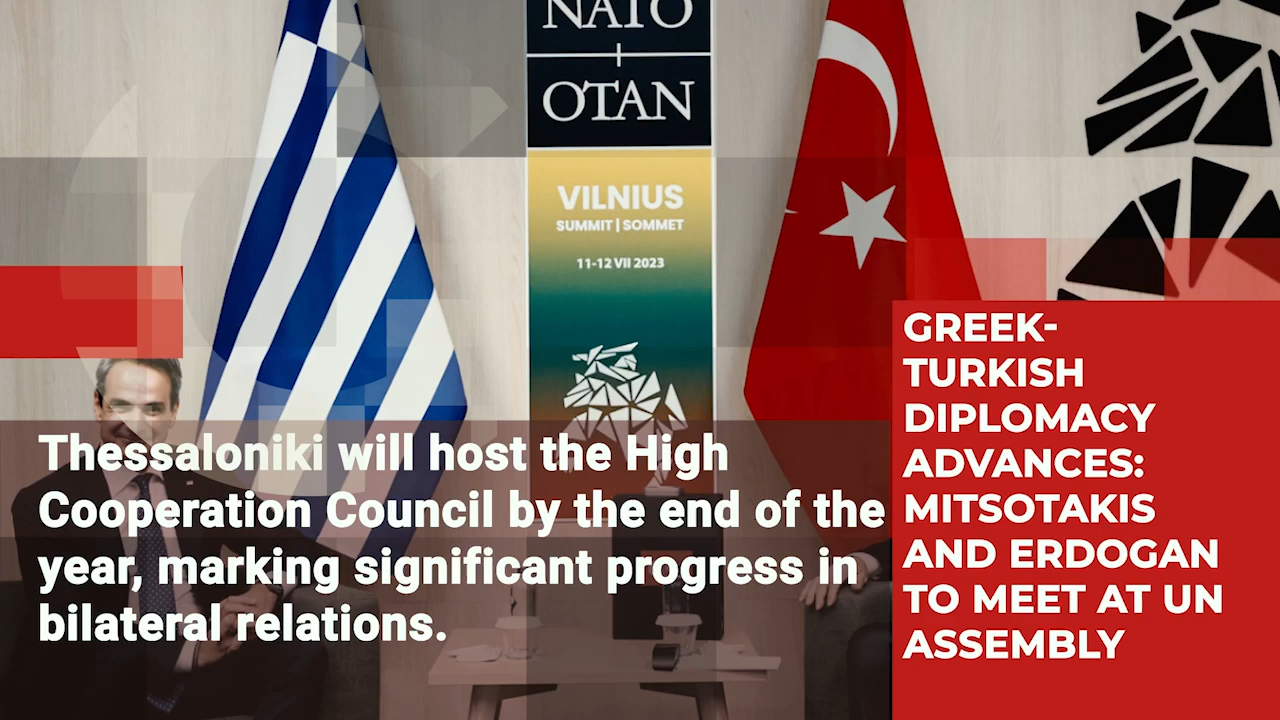 NATO
OTAN
VILNIUS
SUMMIT | SOMMET
11-12 VII 2023
GREEK-
TURKISH
DIPLOMACY
ADVANCES:
MITSOTAKIS
AND ERDOGAN
TO MEET AT UN
ASSEMBLY
Thessaloniki will host the High
Cooperation Council by the end of the
year, marking significant progress in
bilateral relations.